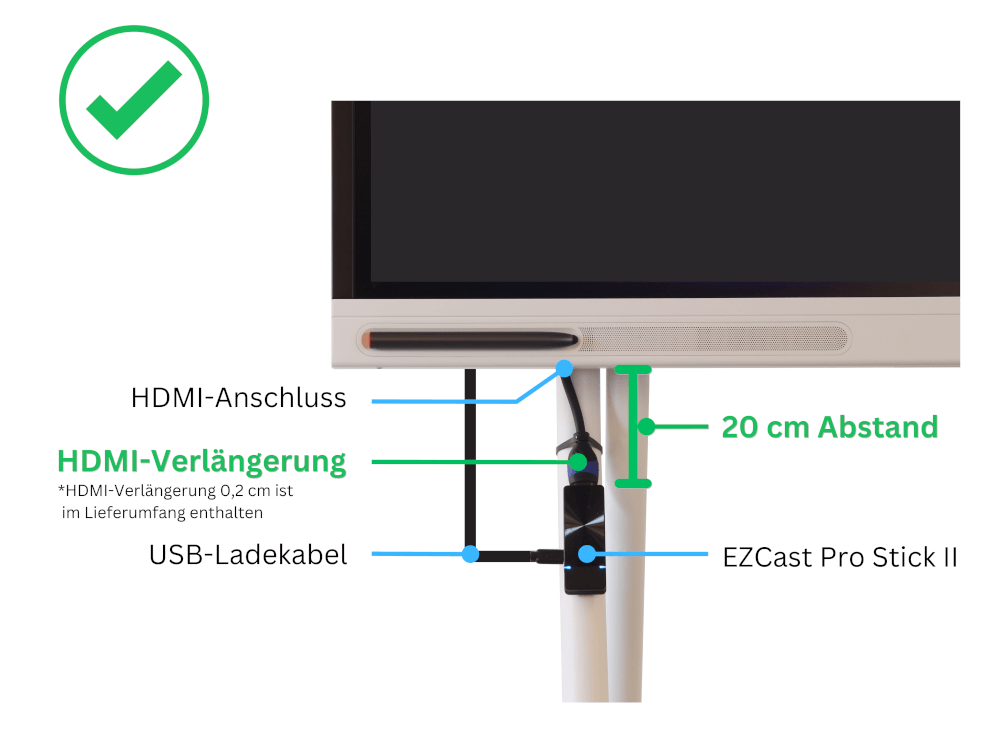 HDMI-Anschluss
HDMI-Verlängerung
*HDMI-Verlängerung 0,2 cm ist
im Lieferumfang enthalten
USB-Ladekabel
20 cm Abstand
EZCast Pro Stick II